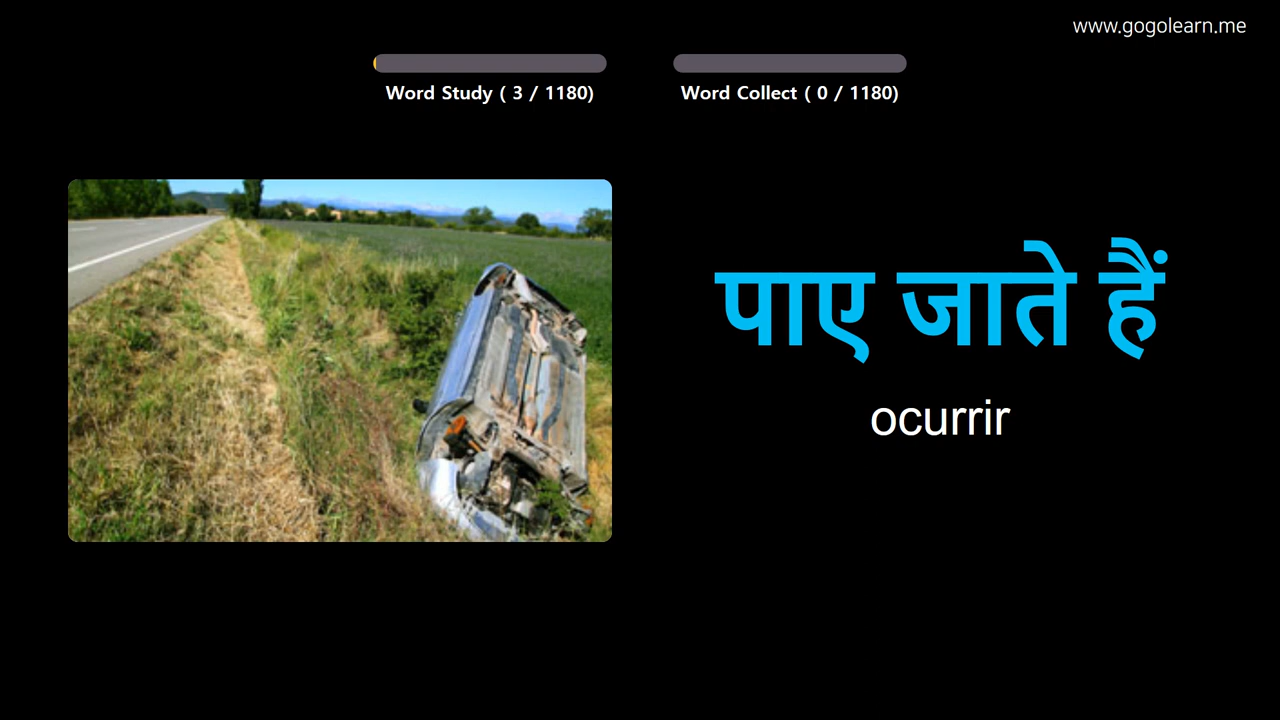 www.gogolearn.me
Word Study ( 3 / 1180)
Word Collect ( 0 / 1180)
पाए जाते हैं
ocurrir